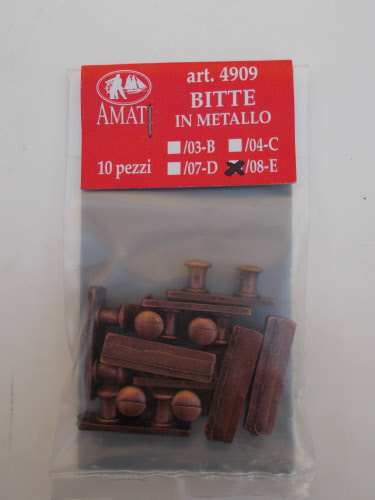 art. 4909
AMATI
BITTE
IN METALLO
/03-B /04-C
10 pezzi
/07-D /08-E